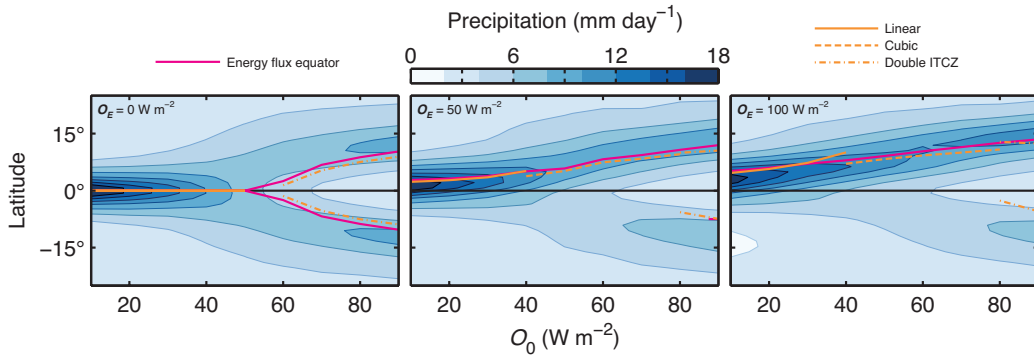 Precipitation (mm day⁻¹)
Energy flux equator
0 6 12 18
Linear
Cubic
Double ITCZ
Latitude
15°
0°
−15°
O_E = 0 W m⁻²
O_E = 50 W m⁻²
O_E = 100 W m⁻²
20 40 60 80 20 40 60 80 20 40 60 80
O₀ (W m⁻²)